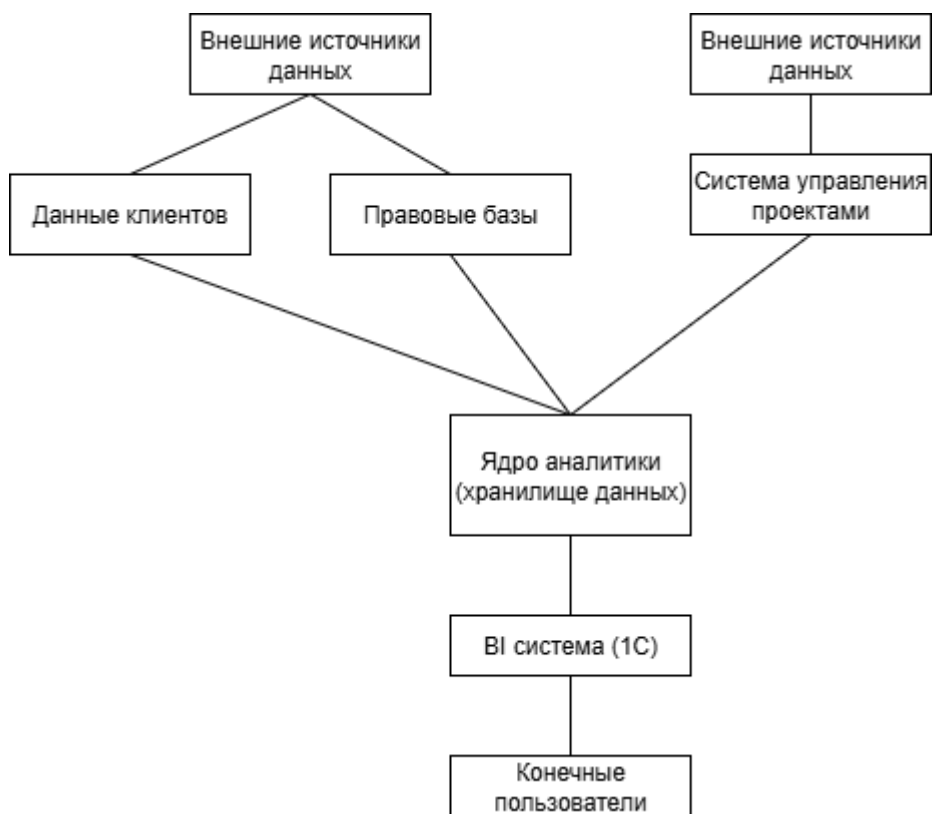 Внешние источники
данных
Внешние источники
данных
Данные клиентов
Правовые базы
Система управления
проектами
Ядро аналитики
(хранилище данных)
BI система (1С)
Конечные
пользователи